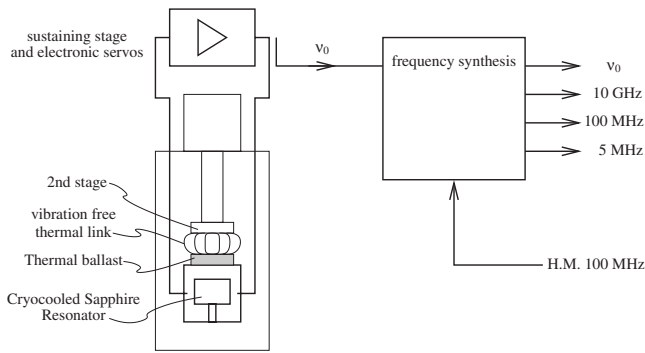 sustaining stage
and electronic servos
ν₀
frequency synthesis
ν₀
10 GHz
100 MHz
5 MHz
2nd stage
vibration free
thermal link
Thermal ballast
H.M. 100 MHz
Cryocooled Sapphire
Resonator